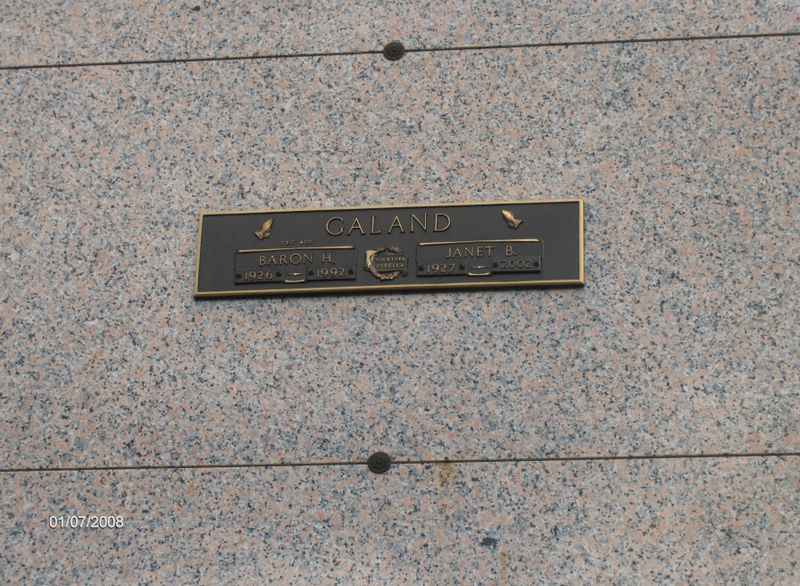 GALAND
BARON H.
1926 1992
JANET B.
1927 2002
01/07/2008